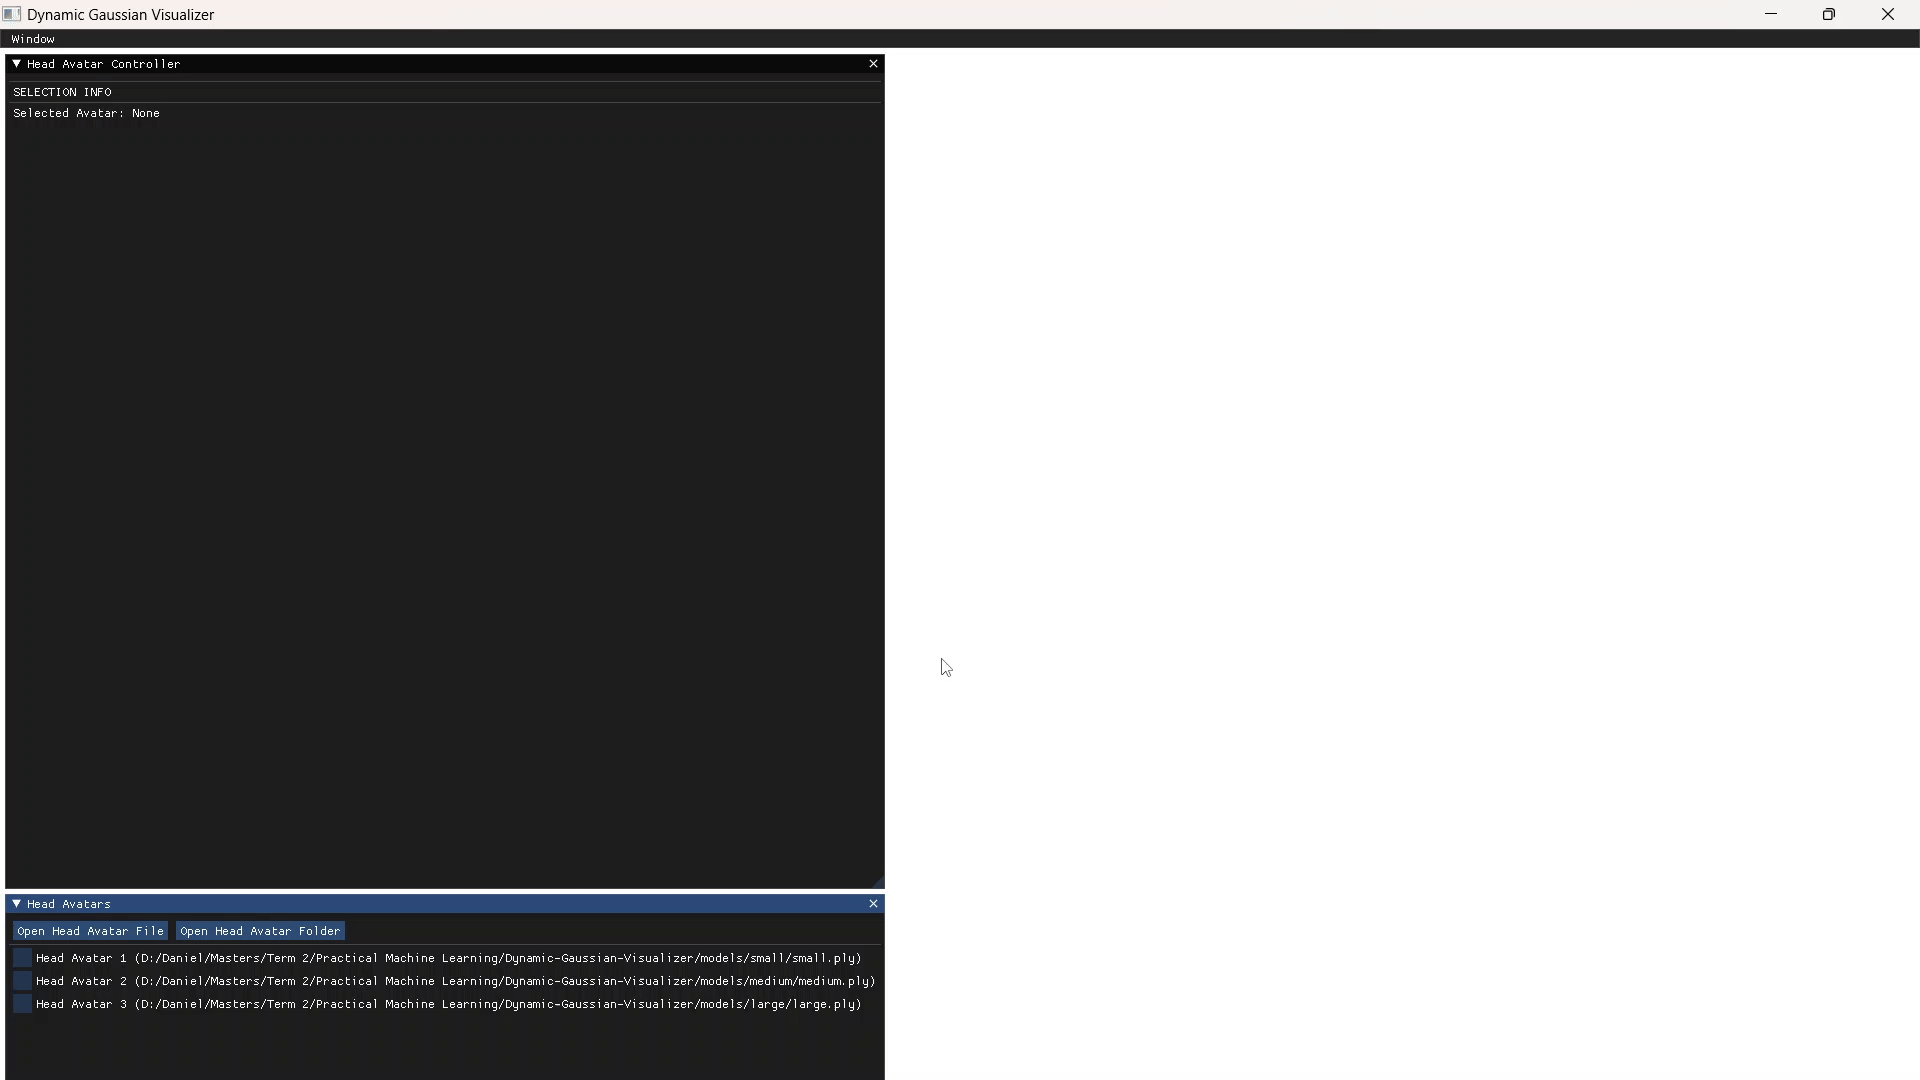 Dynamic Gaussian Visualizer
Window
Head Avatar Controller
SELECTION INFO
Selected Avatar: None
Head Avatars
Open Head Avatar File Open Head Avatar Folder
Head Avatar 1 (D:/Daniel/Masters/Term 2/Practical Machine Learning/Dynamic-Gaussian-Visualizer/models/small/small.ply)
Head Avatar 2 (D:/Daniel/Masters/Term 2/Practical Machine Learning/Dynamic-Gaussian-Visualizer/models/medium/medium.ply)
Head Avatar 3 (D:/Daniel/Masters/Term 2/Practical Machine Learning/Dynamic-Gaussian-Visualizer/models/large/large.ply)